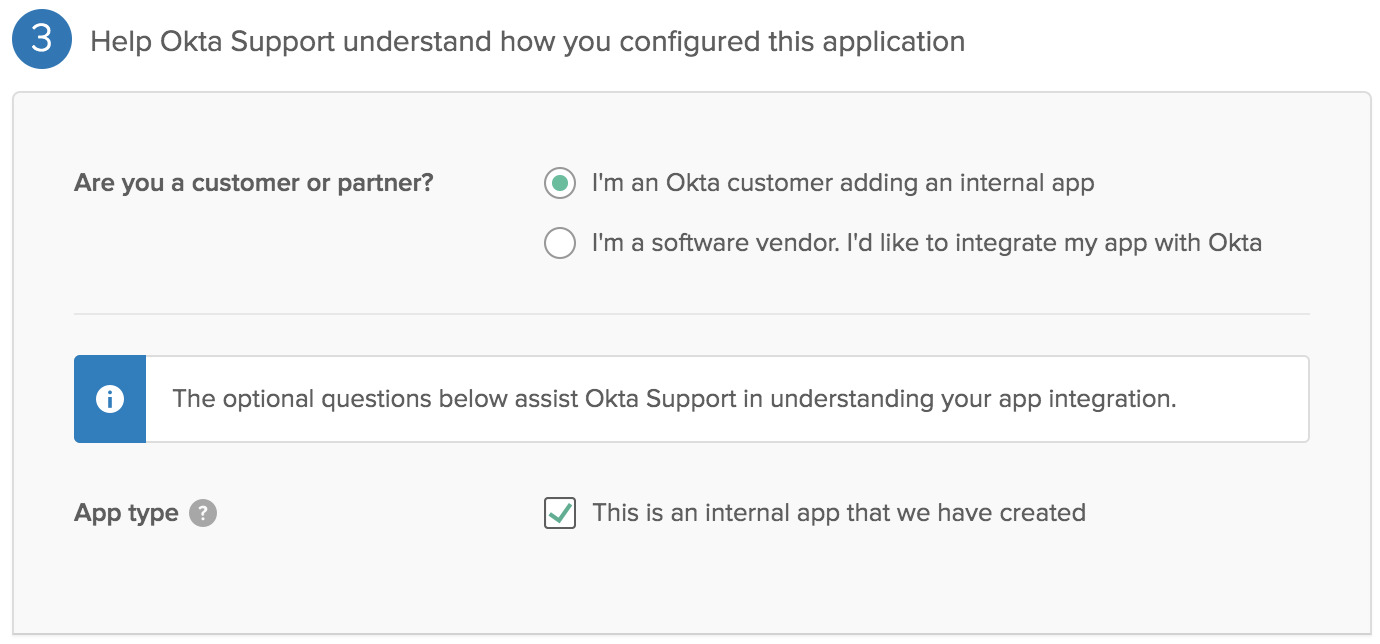 3
Help Okta Support understand how you configured this application
Are you a customer or partner?
I'm an Okta customer adding an internal app
I'm a software vendor. I'd like to integrate my app with Okta
i
The optional questions below assist Okta Support in understanding your app integration.
App type ?
This is an internal app that we have created